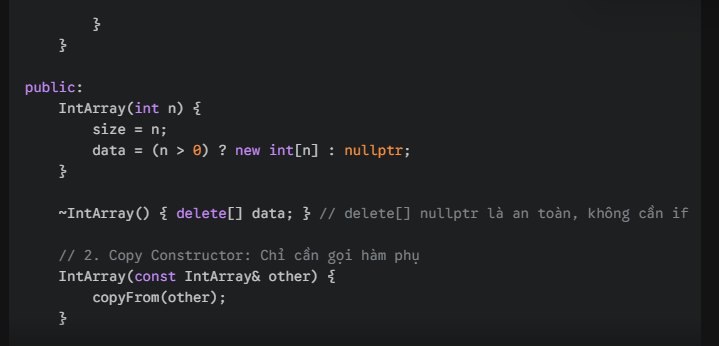 }
    }

public:
    IntArray(int n) {
        size = n;
        data = (n > 0) ? new int[n] : nullptr;
    }

    ~IntArray() { delete[] data; } // delete[] nullptr là an toàn, không cần if

    // 2. Copy Constructor: Chỉ cần gọi hàm phụ
    IntArray(const IntArray& other) {
        copyFrom(other);
    }